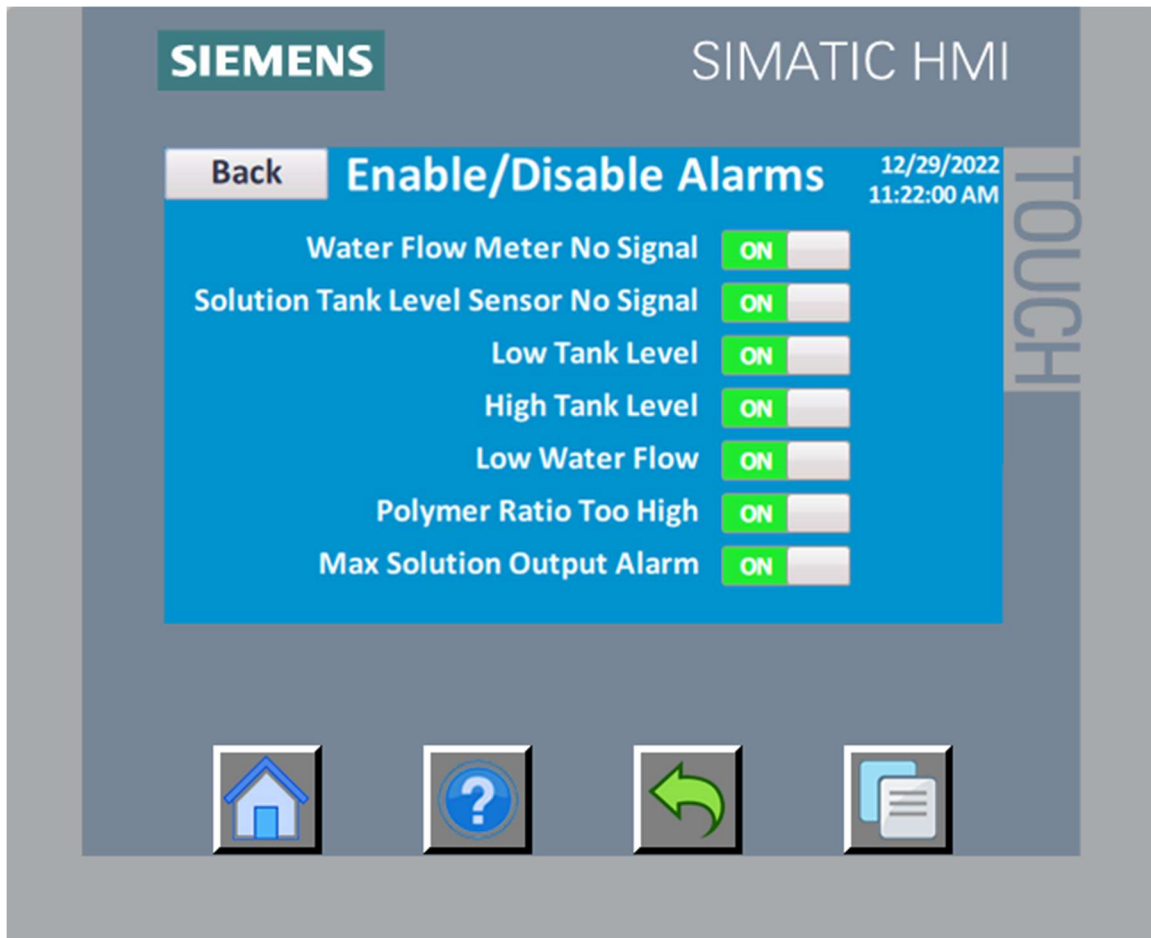 SIEMENS
SIMATIC HMI
TOUCH
Back
Enable/Disable Alarms
12/29/2022
11:22:00 AM
Water Flow Meter No Signal ON
Solution Tank Level Sensor No Signal ON
Low Tank Level ON
High Tank Level ON
Low Water Flow ON
Polymer Ratio Too High ON
Max Solution Output Alarm ON
?